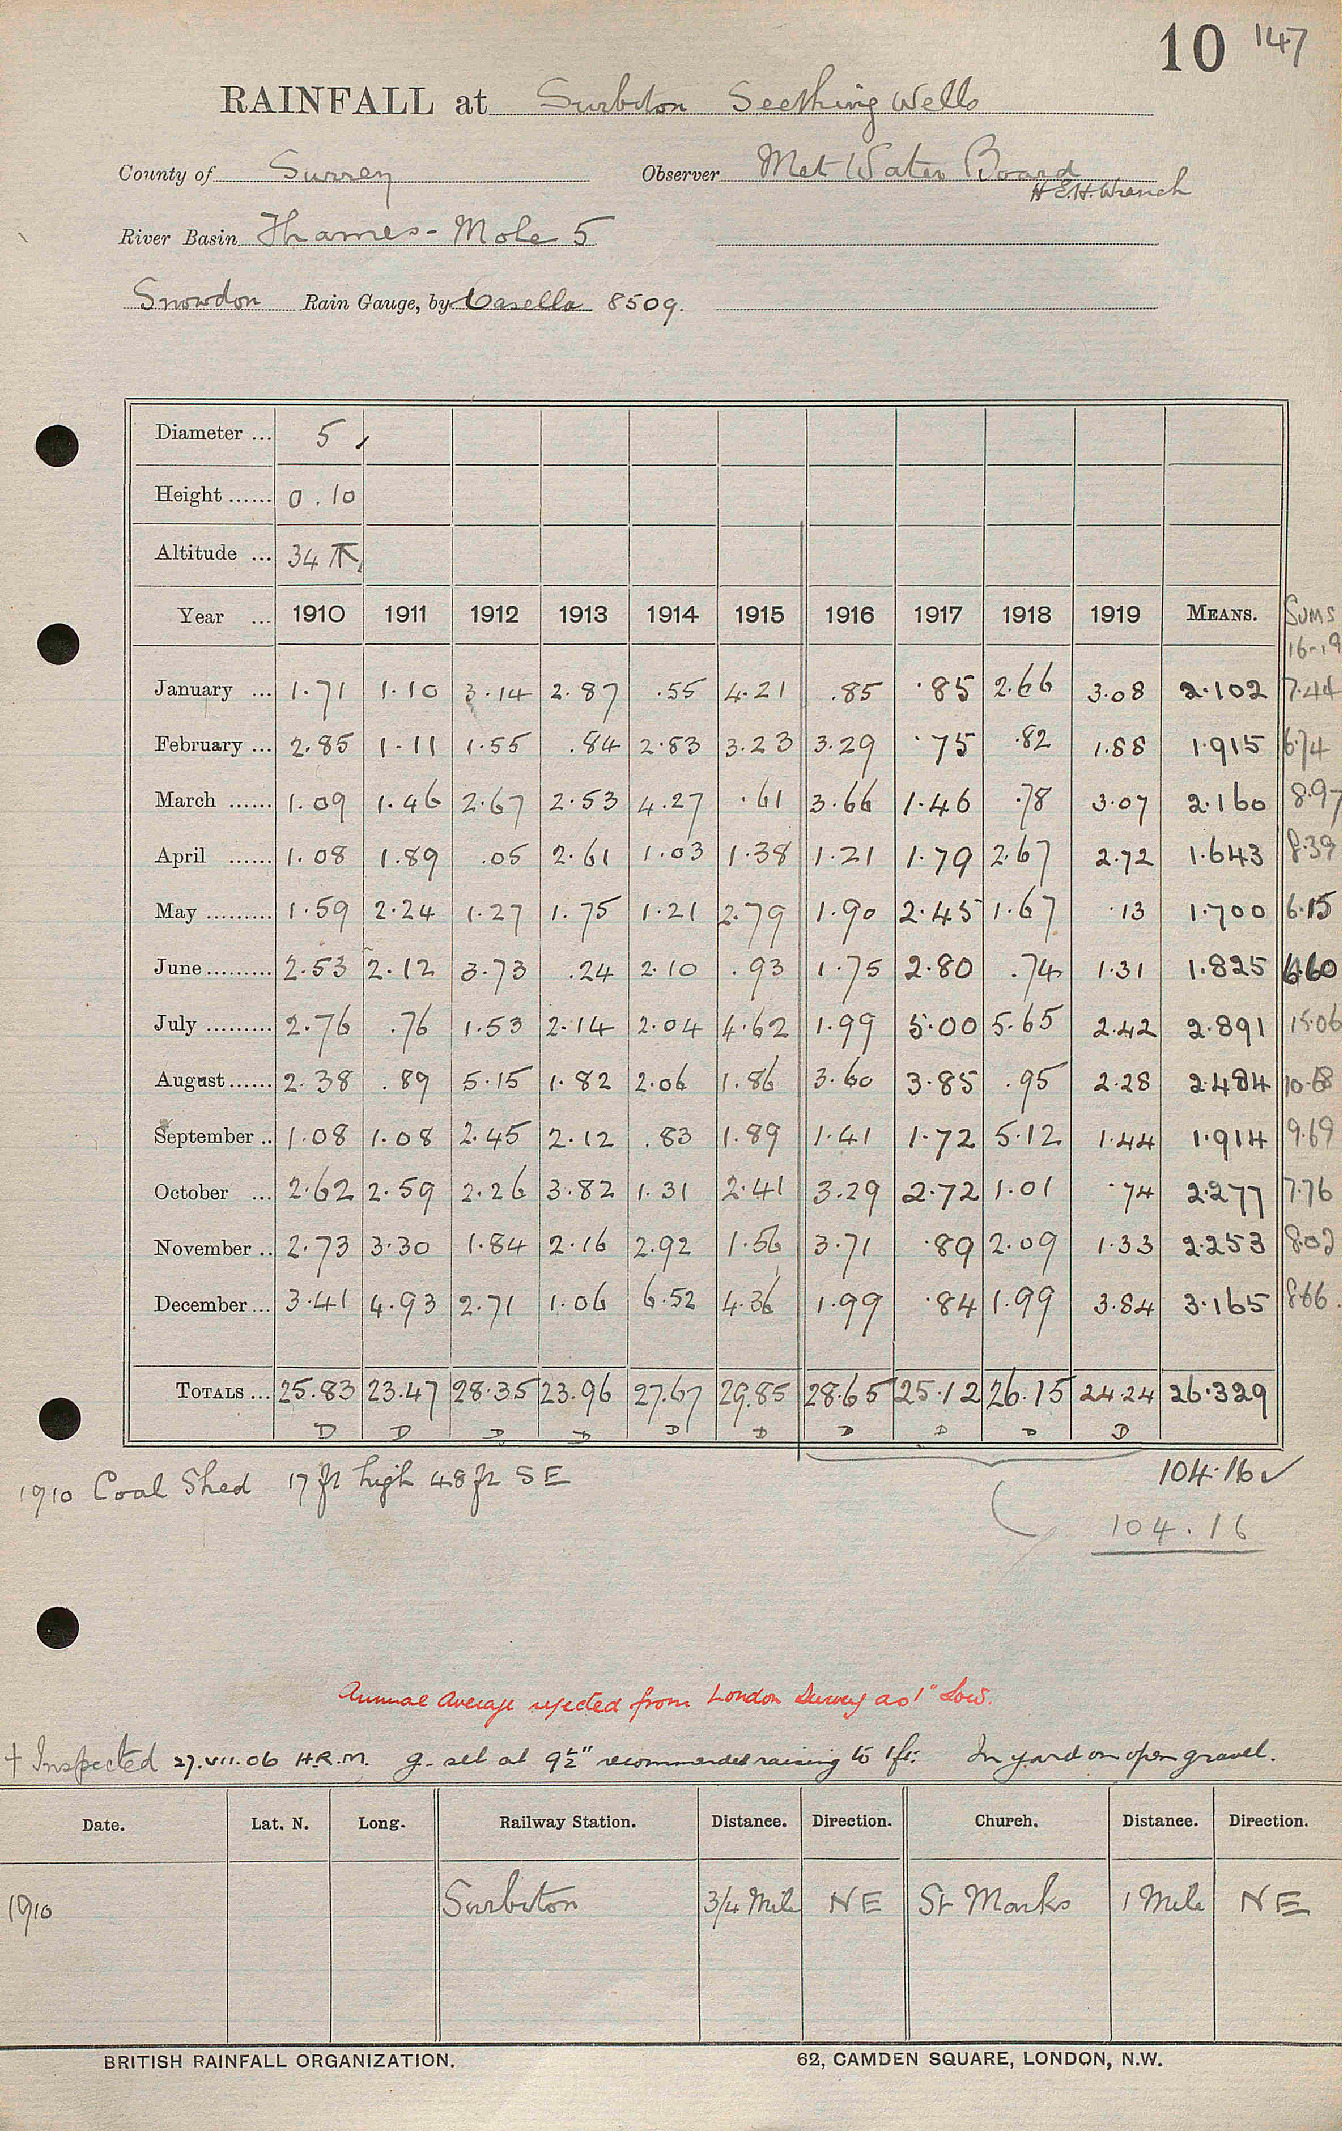 10 147
RAINFALL at Surbiton Seething Wells
County of Surrey Observer Met Water Board
H E.H. Wrench
River Basin Thames - Mole 5
Snowdon Rain Gauge, by Casella 8509.
Diameter ... 5
Height ...... 0.10
Altitude ... 34
Year ... 1910 1911 1912 1913 1914 1915 1916 1917 1918 1919 MEANS. Sums 16-19
January ... 1.71 1.10 3.14 2.87 .55 4.21 .85 .85 2.66 3.08 2.102 7.44
February ... 2.85 1.11 1.55 .84 2.83 3.23 3.29 .75 .82 1.88 1.915 6.74
March ...... 1.09 1.46 2.67 2.53 4.27 .61 3.66 1.46 .78 3.07 2.160 8.97
April ...... 1.08 1.89 .05 2.61 1.03 1.38 1.21 1.79 2.67 2.72 1.643 8.39
May ......... 1.59 2.24 1.27 1.75 1.21 2.79 1.90 2.45 1.67 .13 1.700 6.15
June ......... 2.53 2.12 3.73 .24 2.10 .93 1.75 2.80 .74 1.31 1.825 6.60
July ......... 2.76 .76 1.53 2.14 2.04 4.62 1.99 5.00 5.65 2.42 2.891 15.06
August ...... 2.38 .89 5.15 1.82 2.06 1.86 3.60 3.85 .95 2.28 2.484 10.68
September .. 1.08 1.08 2.45 2.12 .83 1.89 1.41 1.72 5.12 1.44 1.914 9.69
October ... 2.62 2.59 2.26 3.82 1.31 2.41 3.29 2.72 1.01 .74 2.277 7.76
November .. 2.73 3.30 1.84 2.16 2.92 1.56 3.71 .89 2.09 1.33 2.253 8.02
December ... 3.41 4.93 2.71 1.06 6.52 4.36 1.99 .84 1.99 3.84 3.165 8.66
TOTALS ... 25.83 23.47 28.35 23.96 27.67 29.85 28.65 25.12 26.15 24.24 26.329
D D D D D D D D D D
104.16 ✓
1910 Coal Shed 17 ft high 48 ft SE
104.16
Annual Average rejected from London Survey as 1" low.
† Inspected 27.VII.06 H.R.M. g. set at 9½" recommended raising to 1ft: In yard on open gravel.
Date. Lat. N. Long. Railway Station. Distance. Direction. Church. Distance. Direction.
1910 Surbiton 3/4 Mile NE St Marks 1 Mile NE
BRITISH RAINFALL ORGANIZATION. 62, CAMDEN SQUARE, LONDON, N.W.